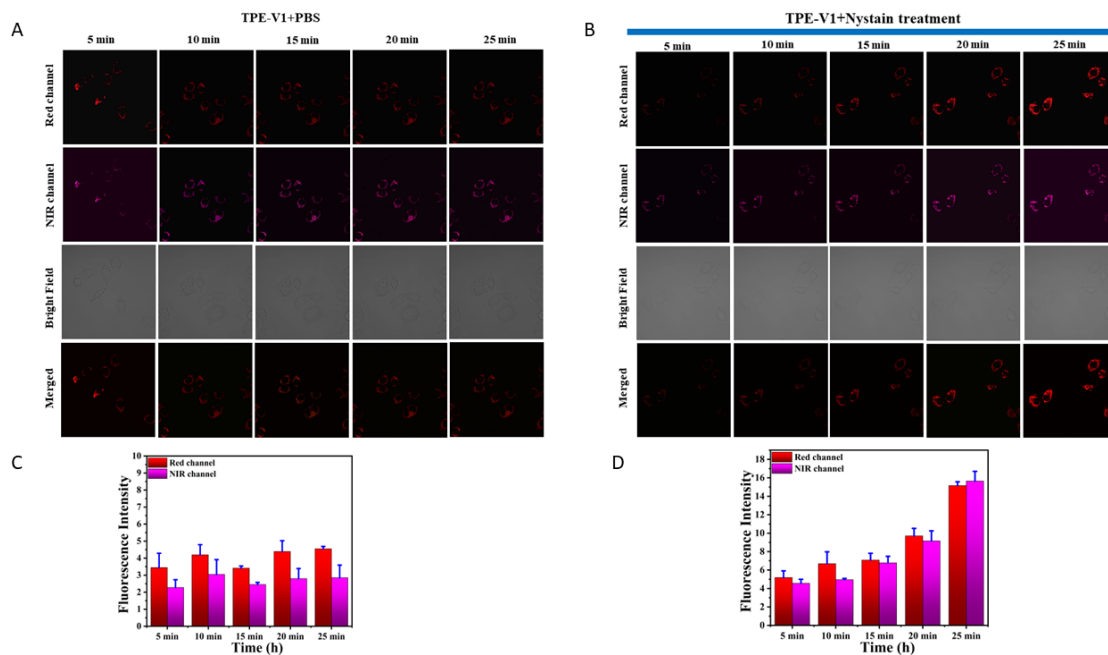 A
TPE-V1+PBS
5 min 10 min 15 min 20 min 25 min
Red channel
NIR channel
Bright Field
Merged
B
TPE-V1+Nystain treatment
5 min 10 min 15 min 20 min 25 min
Red channel
NIR channel
Bright Field
Merged
C
Red channel
NIR channel
Fluorescence Intensity
10
9
8
7
6
5
4
3
2
1
0
5 min 10 min 15 min 20 min 25 min
Time (h)
D
Red channel
NIR channel
Fluorescence Intensity
18
16
14
12
10
8
6
4
2
0
5 min 10 min 15 min 20 min 25 min
Time (h)